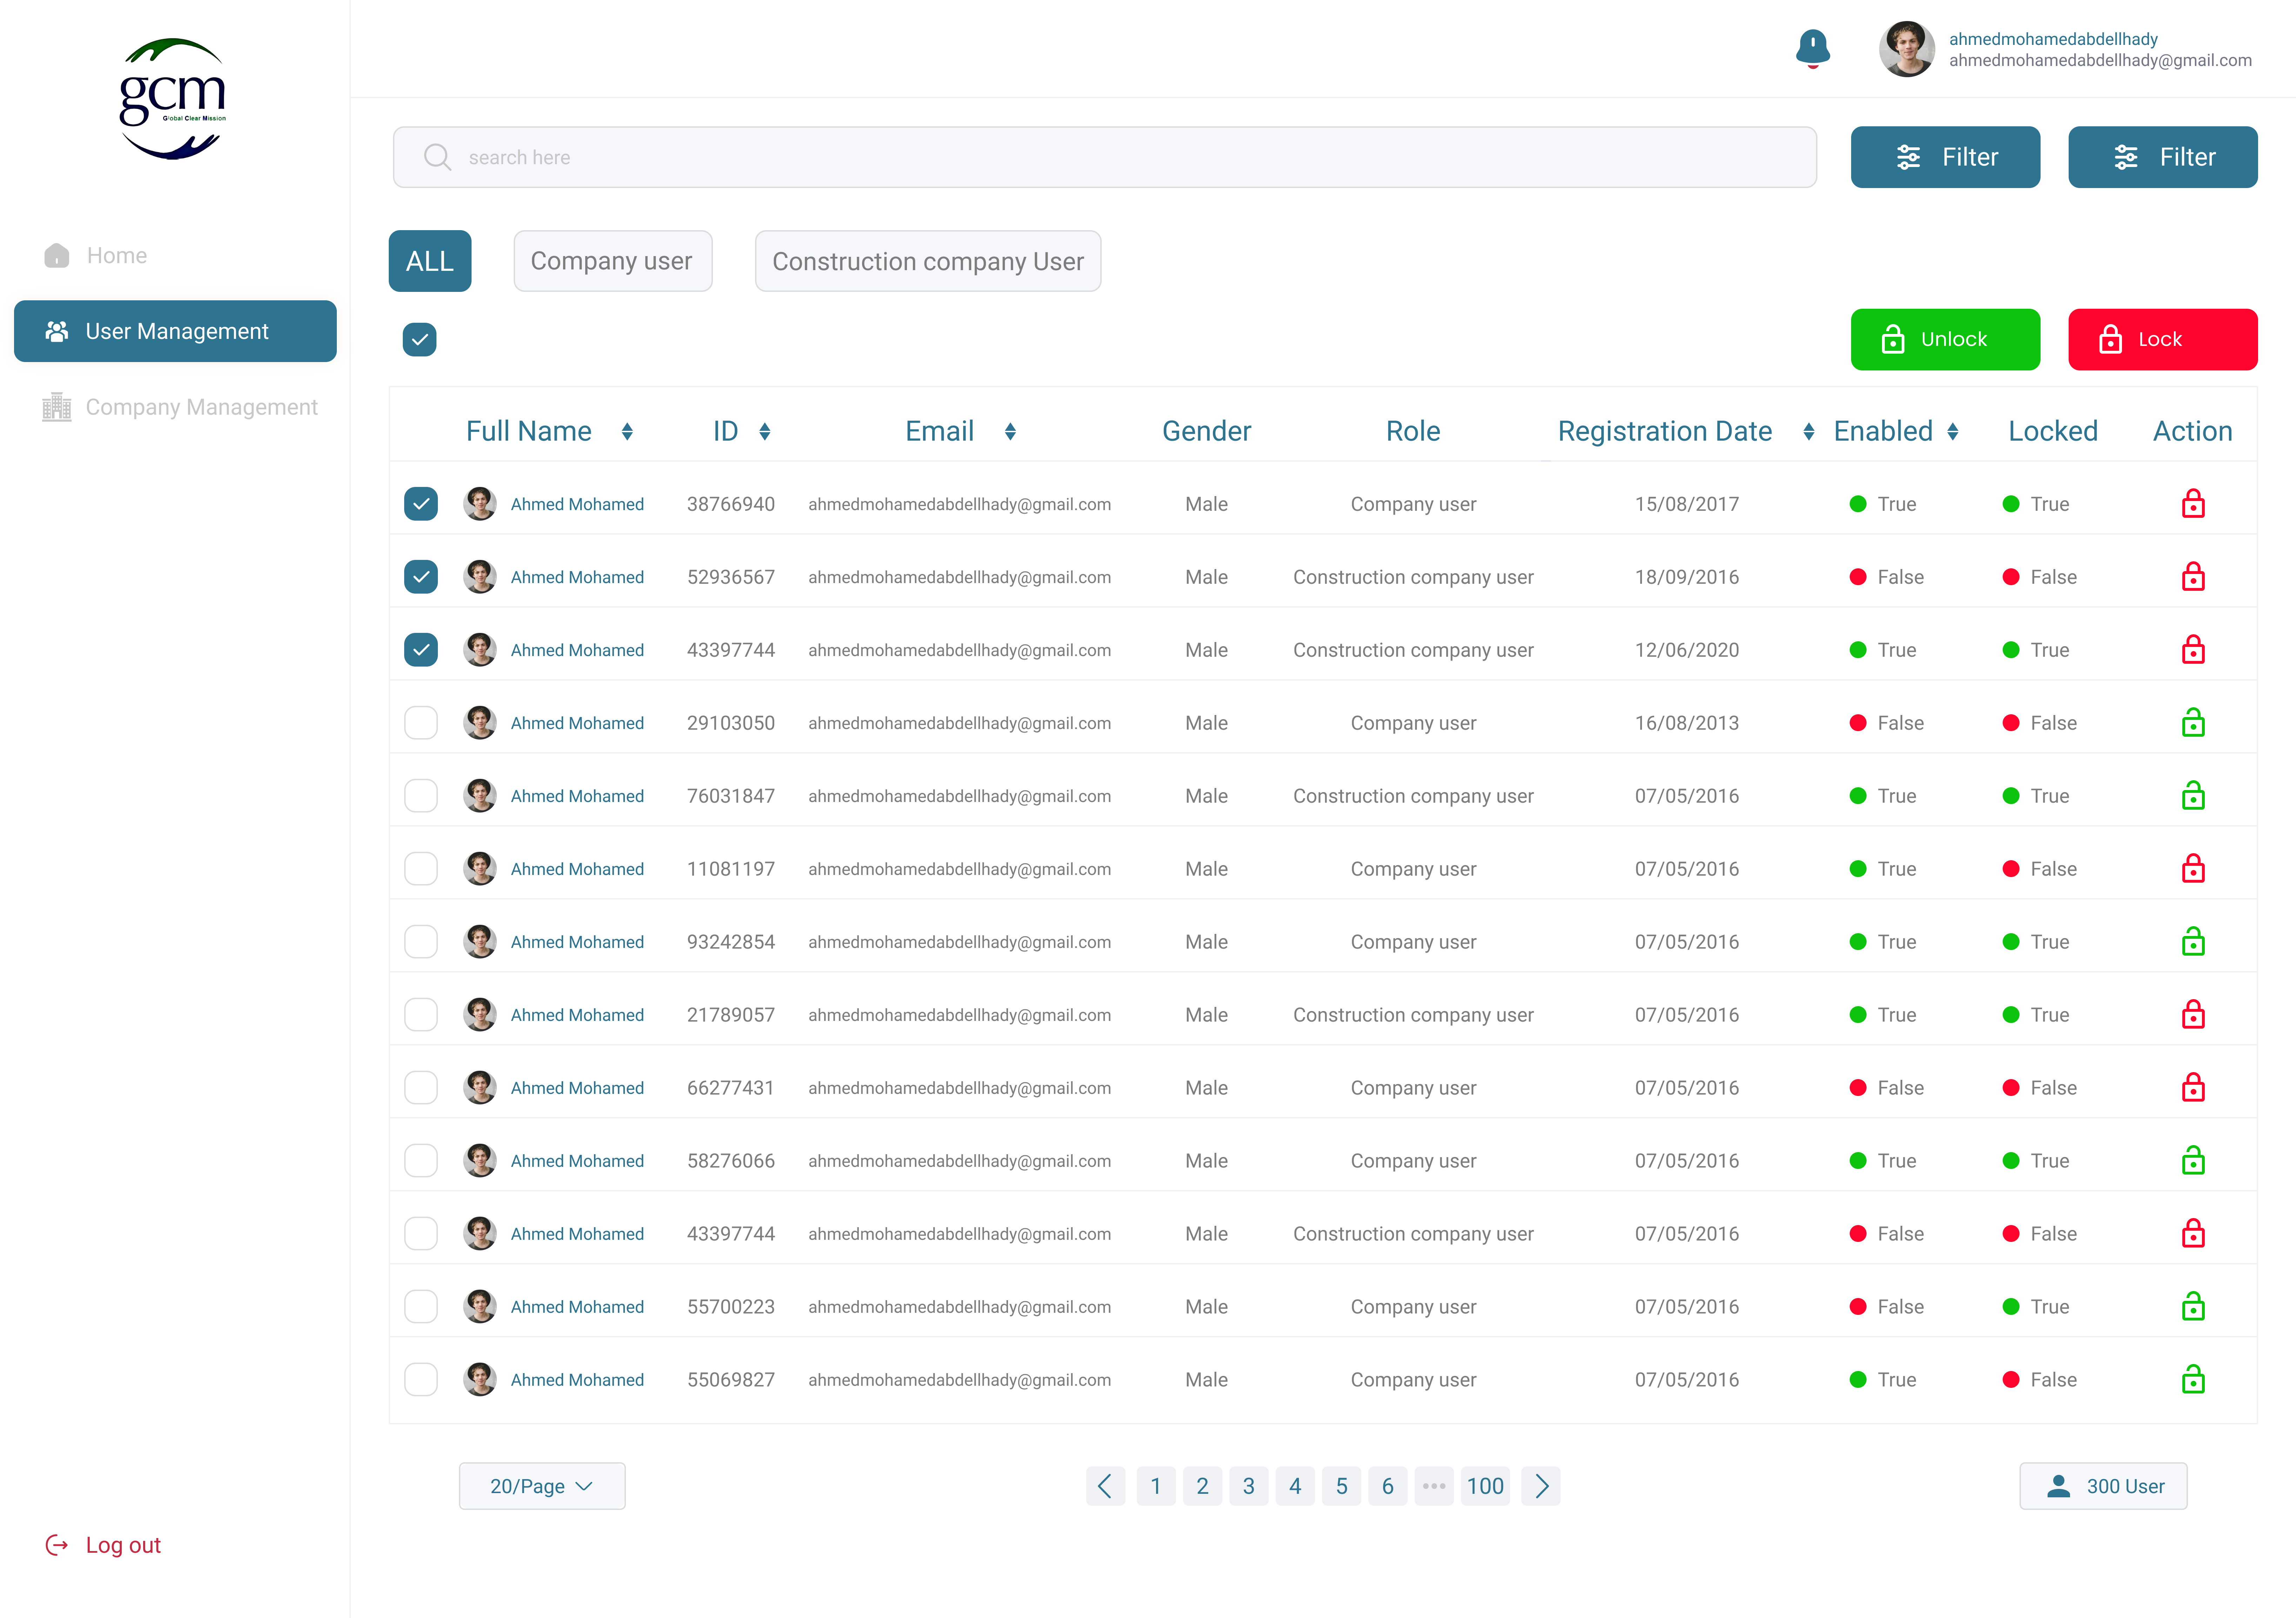 gcm
Global Clear Mission
ahmedmohamedabdellhady
ahmedmohamedabdellhady@gmail.com
search here
Filter
Filter
Home
User Management
Company Management
Log out
ALL
Company user
Construction company User
Unlock
Lock
Full Name ID Email Gender Role Registration Date Enabled Locked Action
Ahmed Mohamed 38766940 ahmedmohamedabdellhady@gmail.com Male Company user 15/08/2017 True True
Ahmed Mohamed 52936567 ahmedmohamedabdellhady@gmail.com Male Construction company user 18/09/2016 False False
Ahmed Mohamed 43397744 ahmedmohamedabdellhady@gmail.com Male Construction company user 12/06/2020 True True
Ahmed Mohamed 29103050 ahmedmohamedabdellhady@gmail.com Male Company user 16/08/2013 False False
Ahmed Mohamed 76031847 ahmedmohamedabdellhady@gmail.com Male Construction company user 07/05/2016 True True
Ahmed Mohamed 11081197 ahmedmohamedabdellhady@gmail.com Male Company user 07/05/2016 True False
Ahmed Mohamed 93242854 ahmedmohamedabdellhady@gmail.com Male Company user 07/05/2016 True True
Ahmed Mohamed 21789057 ahmedmohamedabdellhady@gmail.com Male Construction company user 07/05/2016 True True
Ahmed Mohamed 66277431 ahmedmohamedabdellhady@gmail.com Male Company user 07/05/2016 False False
Ahmed Mohamed 58276066 ahmedmohamedabdellhady@gmail.com Male Company user 07/05/2016 True True
Ahmed Mohamed 43397744 ahmedmohamedabdellhady@gmail.com Male Construction company user 07/05/2016 False False
Ahmed Mohamed 55700223 ahmedmohamedabdellhady@gmail.com Male Company user 07/05/2016 False True
Ahmed Mohamed 55069827 ahmedmohamedabdellhady@gmail.com Male Company user 07/05/2016 True False
20/Page
1 2 3 4 5 6 ••• 100
300 User